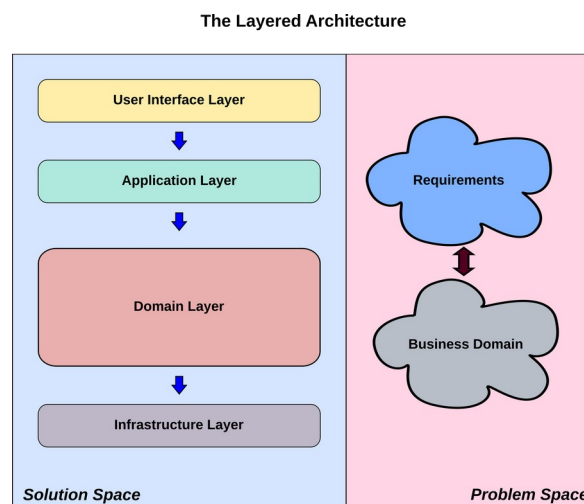 The Layered Architecture
User Interface Layer
Application Layer
Domain Layer
Infrastructure Layer
Solution Space
Requirements
Business Domain
Problem Space